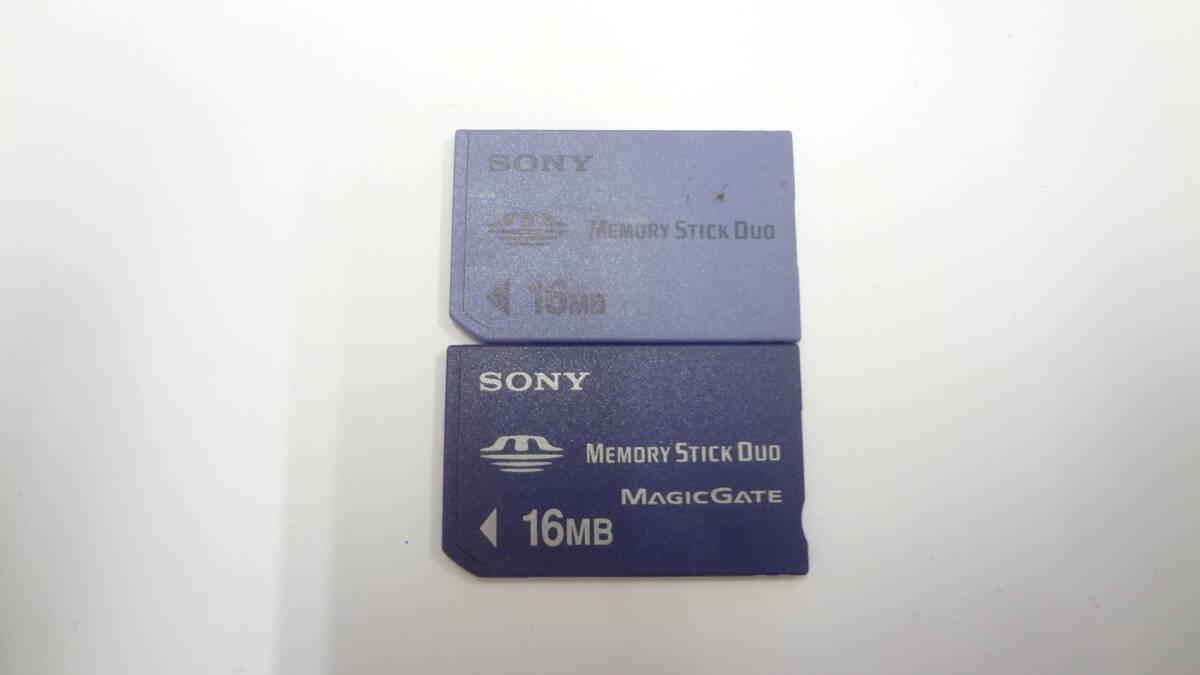 SONY
MEMORY STICK DUO
16MB
SONY
MEMORY STICK DUO
MAGICGATE
16MB